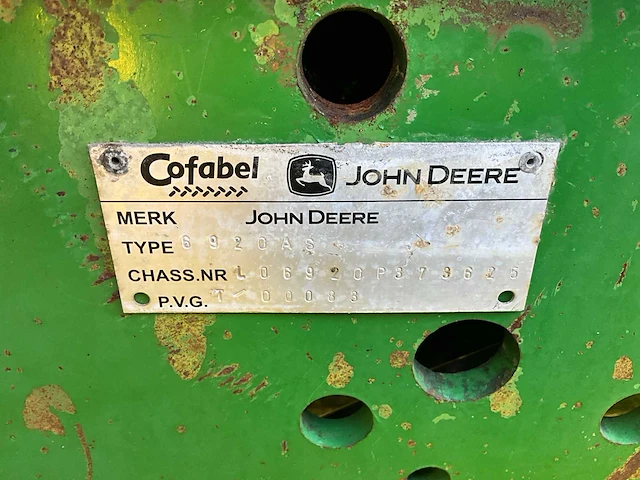 Cofabel JOHN DEERE
MERK JOHN DEERE
TYPE 6920AS
CHASS.NR L06920P373625
P.V.G. T/00083